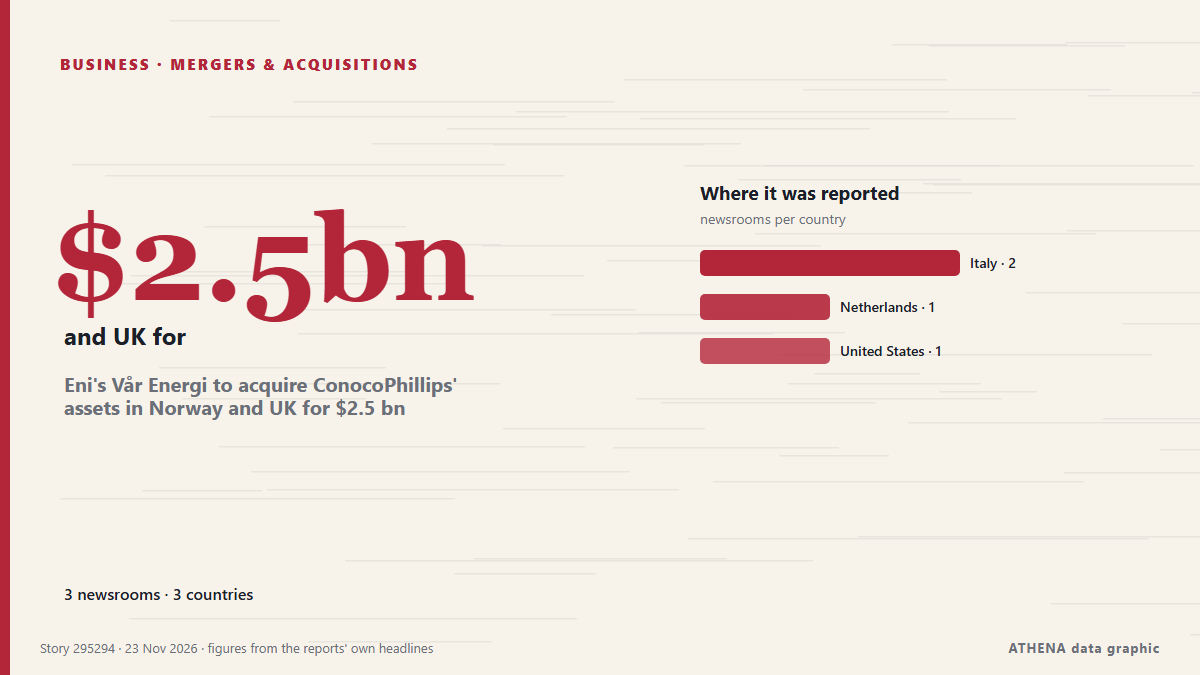 BUSINESS · MERGERS & ACQUISITIONS
$2.5bn
and UK for
Eni's Vår Energi to acquire ConocoPhillips'
assets in Norway and UK for $2.5 bn
Where it was reported
newsrooms per country
Italy · 2
Netherlands · 1
United States · 1
3 newsrooms · 3 countries
Story 295294 · 23 Nov 2026 · figures from the reports' own headlines
ATHENA data graphic